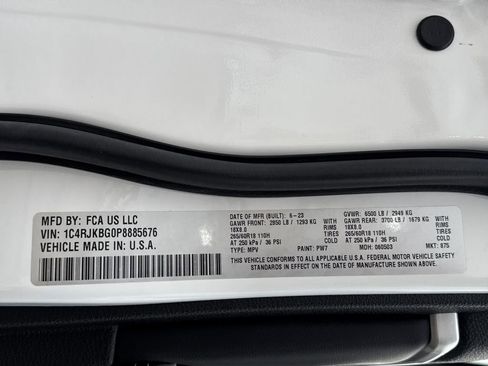 MFD BY: FCA US LLC
VIN: 1C4RJKBG0P8885676
VEHICLE MADE IN: U.S.A.
DATE OF MFR (BUILT): 6-23
GVWR: 6500 LB / 2949 KG
GAWR FRONT: 2850 LB / 1293 KG
GAWR REAR: 3700 LB / 1679 KG
18X8.0 RIMS 18X8.0 RIMS
265/60R18 110H TIRES 265/60R18 110H TIRES
AT 250 kPa / 36 PSI COLD AT 250 kPa / 36 PSI COLD
TYPE: MPV PAINT: PW7 MDH: 060503 MKT: 875
THIS VEHICLE CONFORMS TO ALL APPLICABLE U.S.A. FEDERAL MOTOR VEHICLE SAFETY
STANDARDS IN EFFECT ON THE DATE OF MANUFACTURE SHOWN ABOVE.